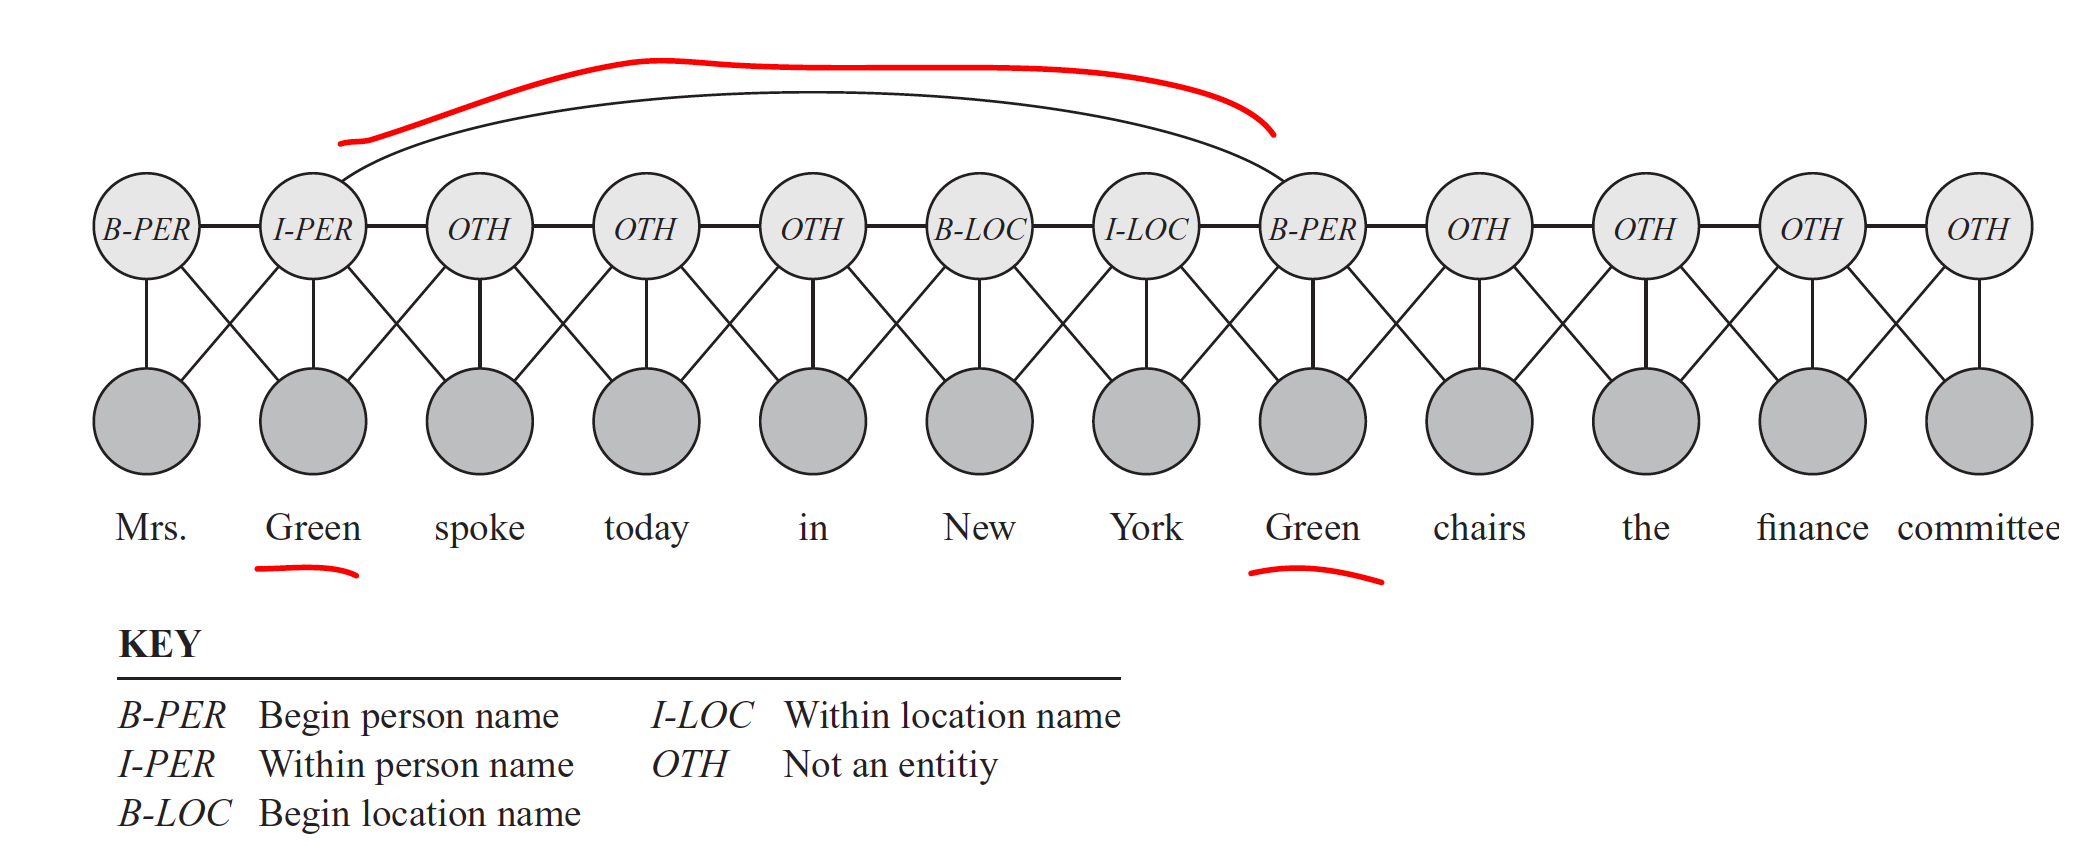 B-PER I-PER OTH OTH OTH B-LOC I-LOC B-PER OTH OTH OTH OTH
Mrs. Green spoke today in New York Green chairs the finance committee
KEY
B-PER Begin person name I-LOC Within location name
I-PER Within person name OTH Not an entitiy
B-LOC Begin location name